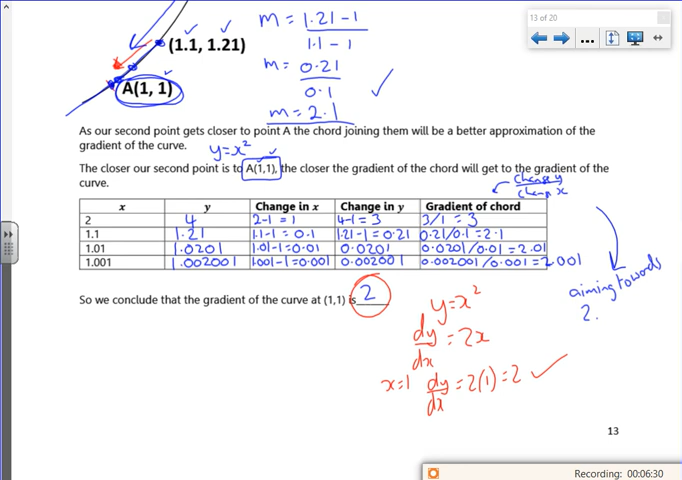 (1.1, 1.21)
A(1, 1)
m = 1.21 - 1
1.1 - 1
m = 0.21
0.1
m = 2.1
As our second point gets closer to point A the chord joining them will be a better approximation of the
gradient of the curve.
y=x²
The closer our second point is to A(1,1), the closer the gradient of the chord will get to the gradient of the
curve.
change y
change x
x y Change in x Change in y Gradient of chord
2 4 2-1 = 1 4-1 = 3 3/1 = 3
1.1 1.21 1.1-1 = 0.1 1.21-1 = 0.21 0.21/0.1 = 2.1
1.01 1.0201 1.01-1=0.01 0.0201 0.0201/0.01 = 2.01
1.001 1.002001 1.001-1=0.001 0.002001 0.002001/0.001 = 2.001
aiming towards
2.
So we conclude that the gradient of the curve at (1,1) is 2
y=x²
dy/dx = 2x
x=1 dy/dx = 2(1) = 2
13
13 of 20
...
Recording: 00:06:30